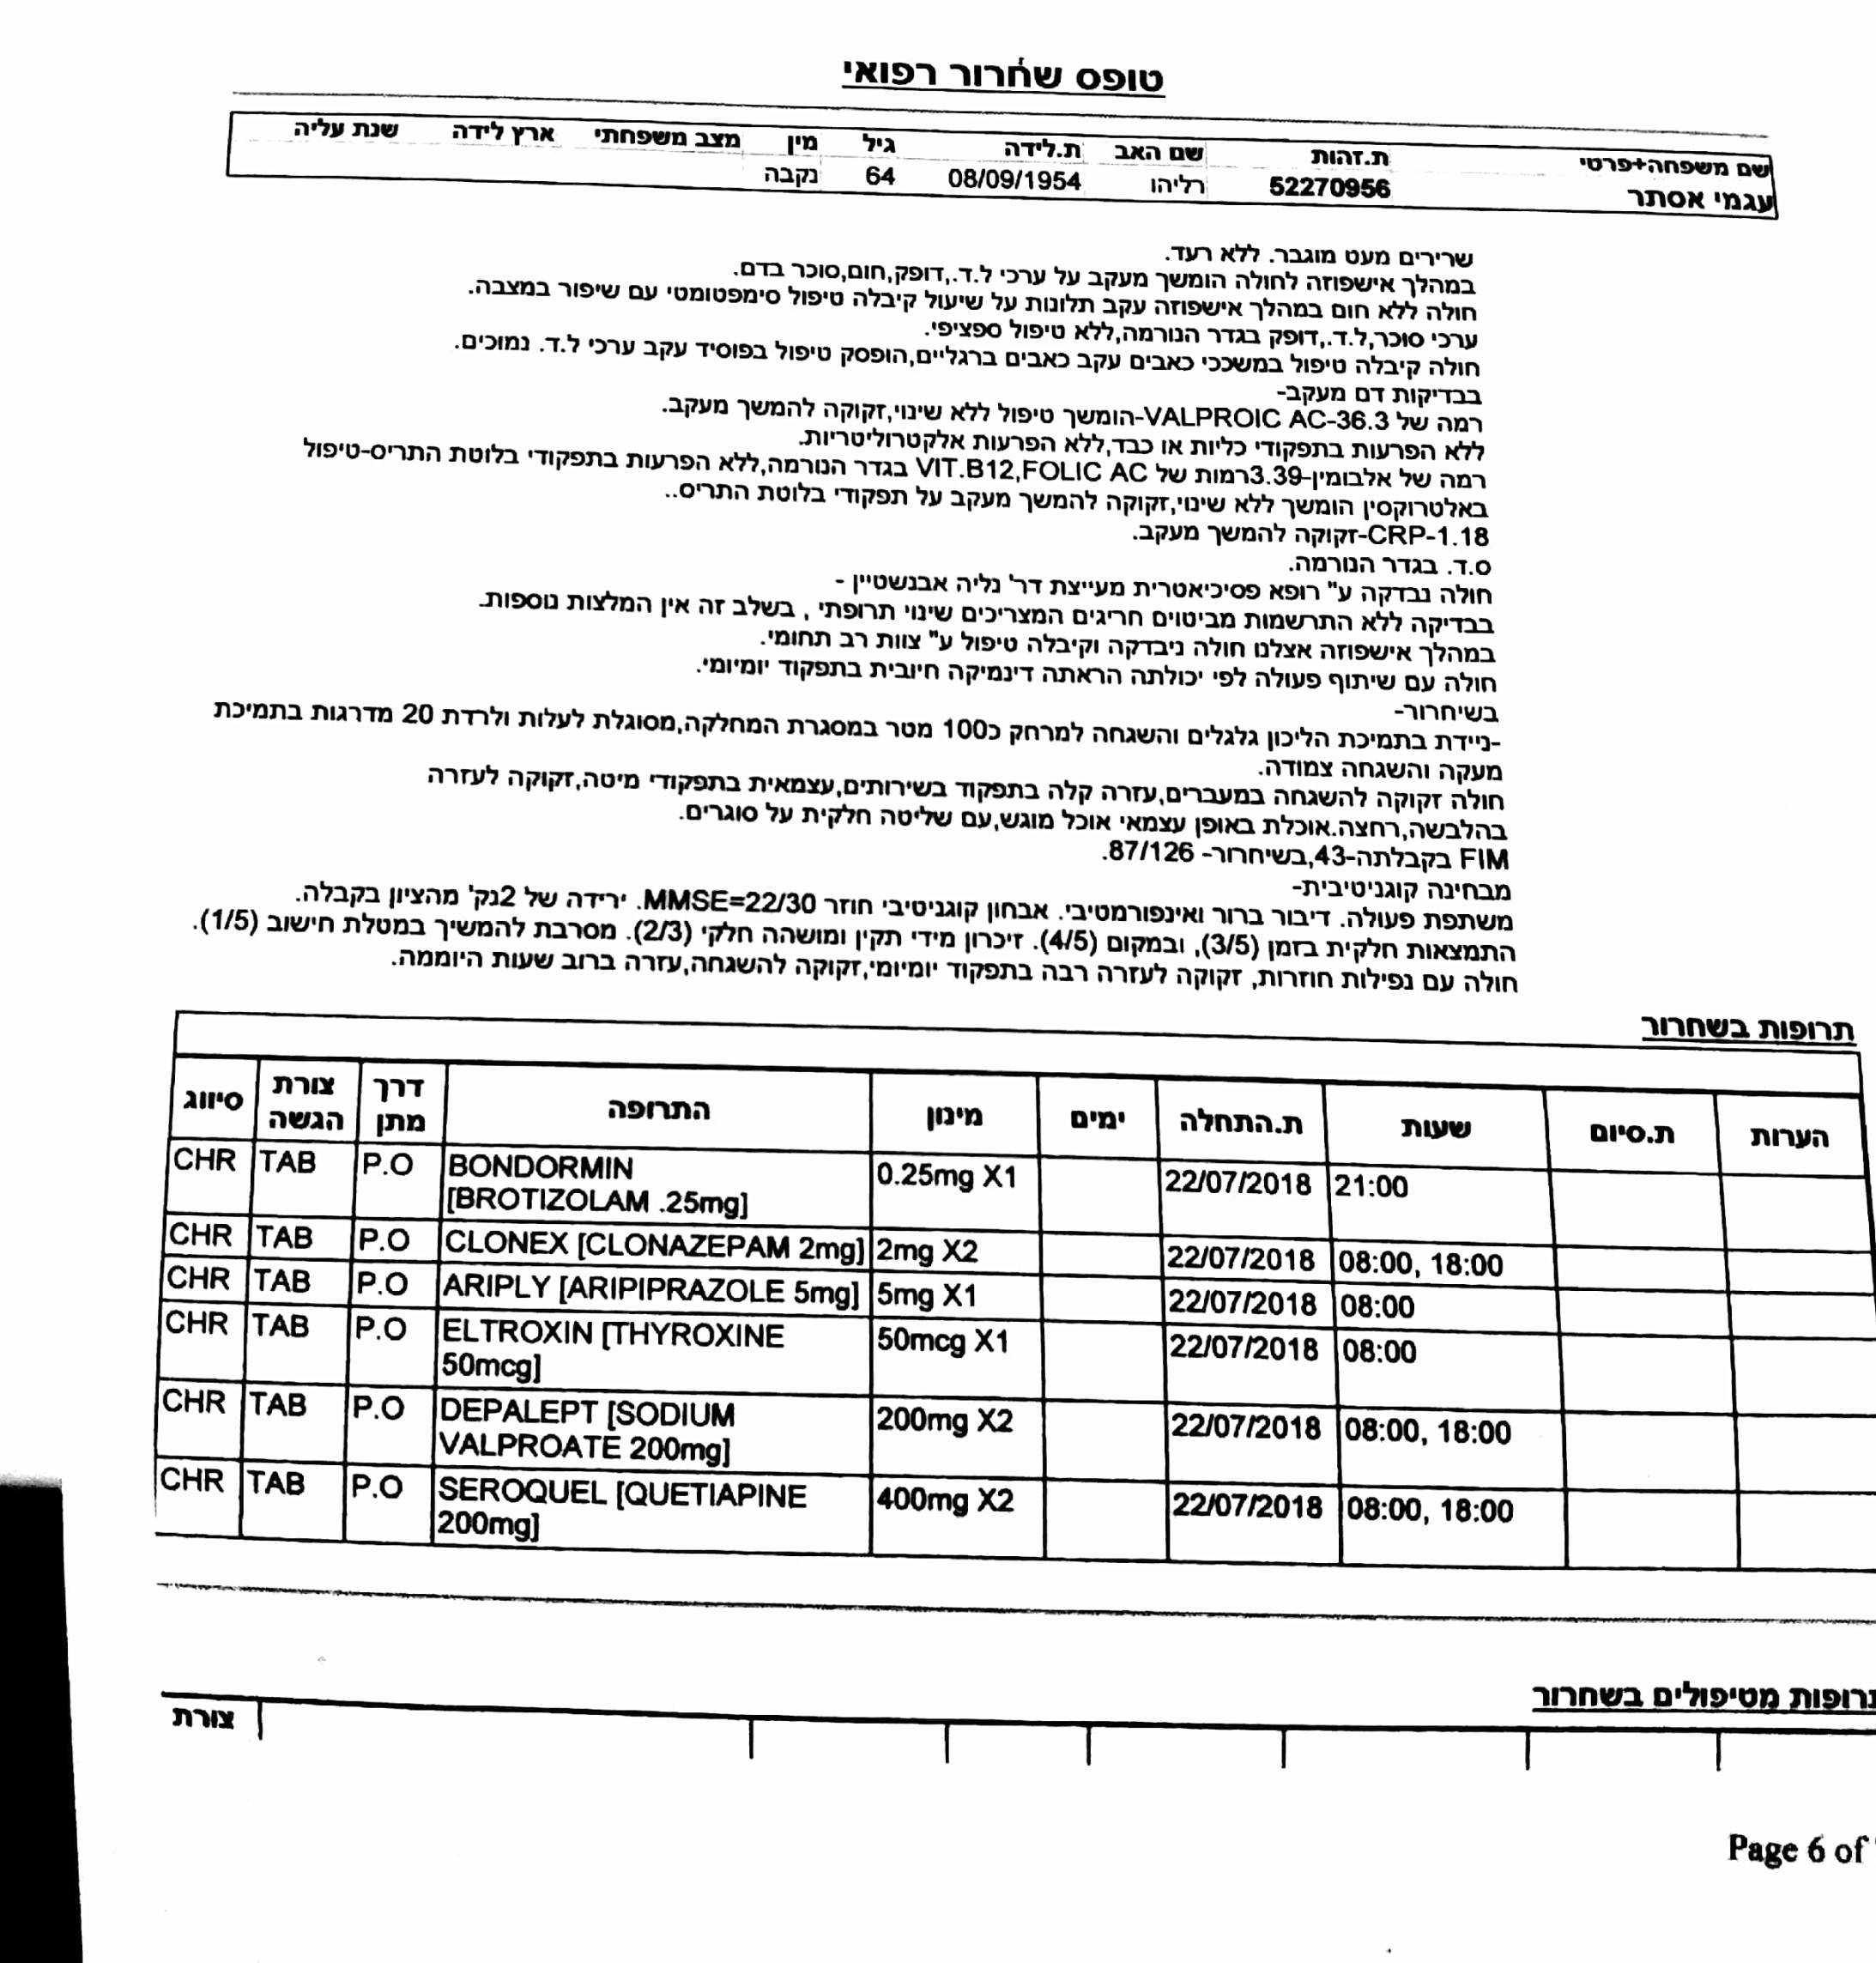 טופס שחרור רפואי
שם משפחה+פרטי ת.זהות שם האב ת.לידה גיל מין מצב משפחתי ארץ לידה שנת עליה
עגמי אסתר 52270956 רליהו 08/09/1954 64 נקבה
שרירים מעט מוגבר. ללא רעד.
במהלך אישפוזה לחולה הומשך מעקב על ערכי ל.ד.,דופק,חום,סוכר בדם.
חולה ללא חום במהלך אישפוזה עקב תלונות על שיעול קיבלה טיפול סימפטומטי עם שיפור במצבה.
ערכי סוכר,ל.ד.,דופק בגדר הנורמה,ללא טיפול ספציפי.
חולה קיבלה טיפול במשככי כאבים עקב כאבים ברגליים,הופסק טיפול בפוסיד עקב ערכי ל.ד. נמוכים.
בבדיקות דם מעקב-
רמה של VALPROIC AC-36.3-הומשך טיפול ללא שינוי,זקוקה להמשך מעקב.
ללא הפרעות בתפקודי כליות או כבד,ללא הפרעות אלקטרוליטריות.
רמה של אלבומין-3.39רמות של VIT.B12,FOLIC AC בגדר הנורמה,ללא הפרעות בתפקודי בלוטת התריס-טיפול
באלטרוקסין הומשך ללא שינוי,זקוקה להמשך מעקב על תפקודי בלוטת התריס..
CRP-1.18-זקוקה להמשך מעקב.
ס.ד. בגדר הנורמה.
חולה נבדקה ע" רופא פסיכיאטרית מעייצת דר' נליה אבנשטיין -
בבדיקה ללא התרשמות מביטוים חריגים המצריכים שינוי תרופתי , בשלב זה אין המלצות נוספות.
במהלך אישפוזה אצלנו חולה ניבדקה וקיבלה טיפול ע" צוות רב תחומי.
חולה עם שיתוף פעולה לפי יכולתה הראתה דינמיקה חיובית בתפקוד יומיומי.
בשיחרור-
-ניידת בתמיכת הליכון גלגלים והשגחה למרחק כ100 מטר במסגרת המחלקה,מסוגלת לעלות ולרדת 20 מדרגות בתמיכת
מעקה והשגחה צמודה.
חולה זקוקה להשגחה במעברים,עזרה קלה בתפקוד בשירותים,עצמאית בתפקודי מיטה,זקוקה לעזרה
בהלבשה,רחצה.אוכלת באופן עצמאי אוכל מוגש,עם שליטה חלקית על סוגרים.
FIM בקבלתה-43,בשיחרור- 87/126.
מבחינה קוגניטיבית-
משתפת פעולה. דיבור ברור ואינפורמטיבי. אבחון קוגניטיבי חוזר MMSE=22/30. ירידה של 2נק' מהציון בקבלה.
התמצאות חלקית בזמן (3/5), ובמקום (4/5). זיכרון מידי תקין ומושהה חלקי (2/3). מסרבת להמשיך במטלת חישוב (1/5).
חולה עם נפילות חוזרות, זקוקה לעזרה רבה בתפקוד יומיומי,זקוקה להשגחה,עזרה ברוב שעות היוממה.
תרופות בשחרור
סיווג צורת הגשה דרך מתן התרופה מינון ימים ת.התחלה שעות ת.סיום הערות
CHR TAB P.O BONDORMIN [BROTIZOLAM .25mg] 0.25mg X1 22/07/2018 21:00
CHR TAB P.O CLONEX [CLONAZEPAM 2mg] 2mg X2 22/07/2018 08:00, 18:00
CHR TAB P.O ARIPLY [ARIPIPRAZOLE 5mg] 5mg X1 22/07/2018 08:00
CHR TAB P.O ELTROXIN [THYROXINE 50mcg] 50mcg X1 22/07/2018 08:00
CHR TAB P.O DEPALEPT [SODIUM VALPROATE 200mg] 200mg X2 22/07/2018 08:00, 18:00
CHR TAB P.O SEROQUEL [QUETIAPINE 200mg] 400mg X2 22/07/2018 08:00, 18:00
תרופות מטיפולים בשחרור
צורת
Page 6 of